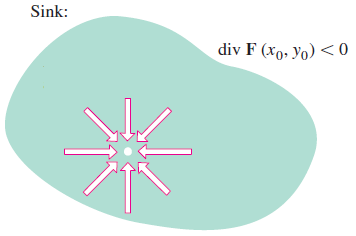 Sink:
div F (x₀, y₀) < 0